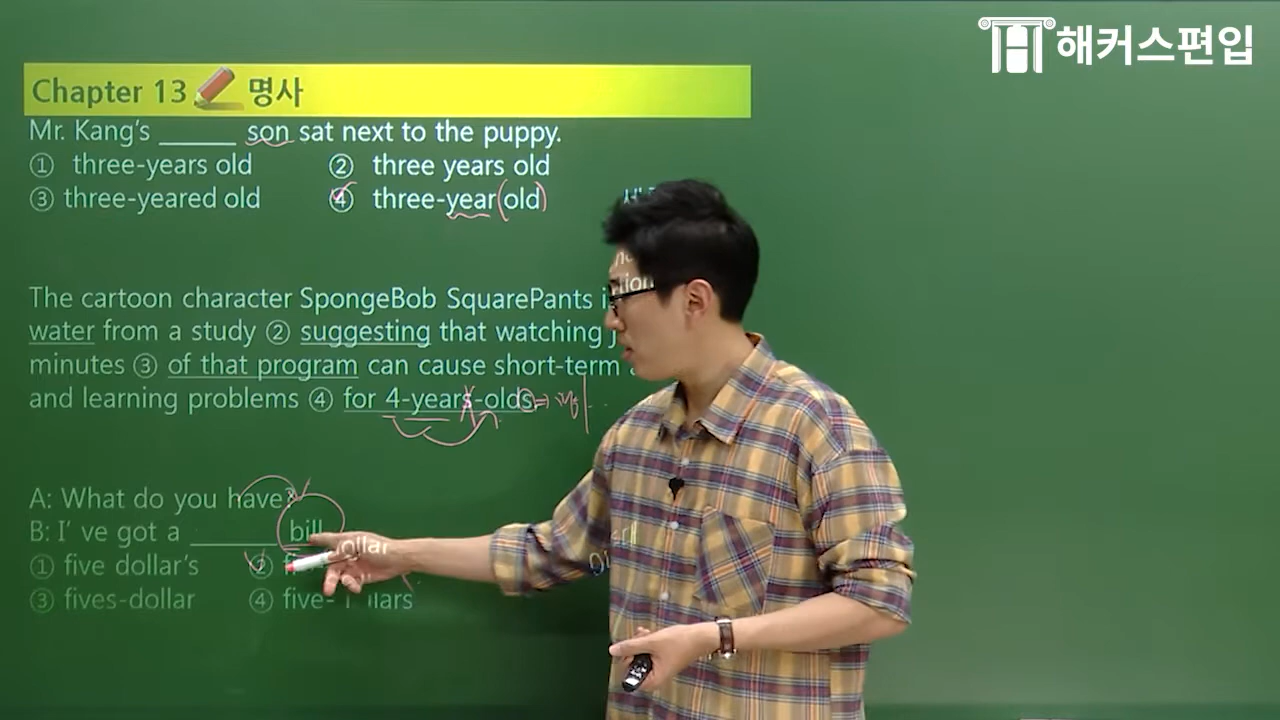 해커스편입
Chapter 13 명사
Mr. Kang's ______ son sat next to the puppy.
① three-years old ② three years old
③ three-yeared old ④ three-year(old)
The cartoon character SpongeBob SquarePants
water from a study ② suggesting that watching
minutes ③ of that program can cause short-term
and learning problems ④ for 4-years-olds
A: What do you have?
B: I' ve got a ________ bill
① five dollar's ②
③ fives-dollar ④ five-